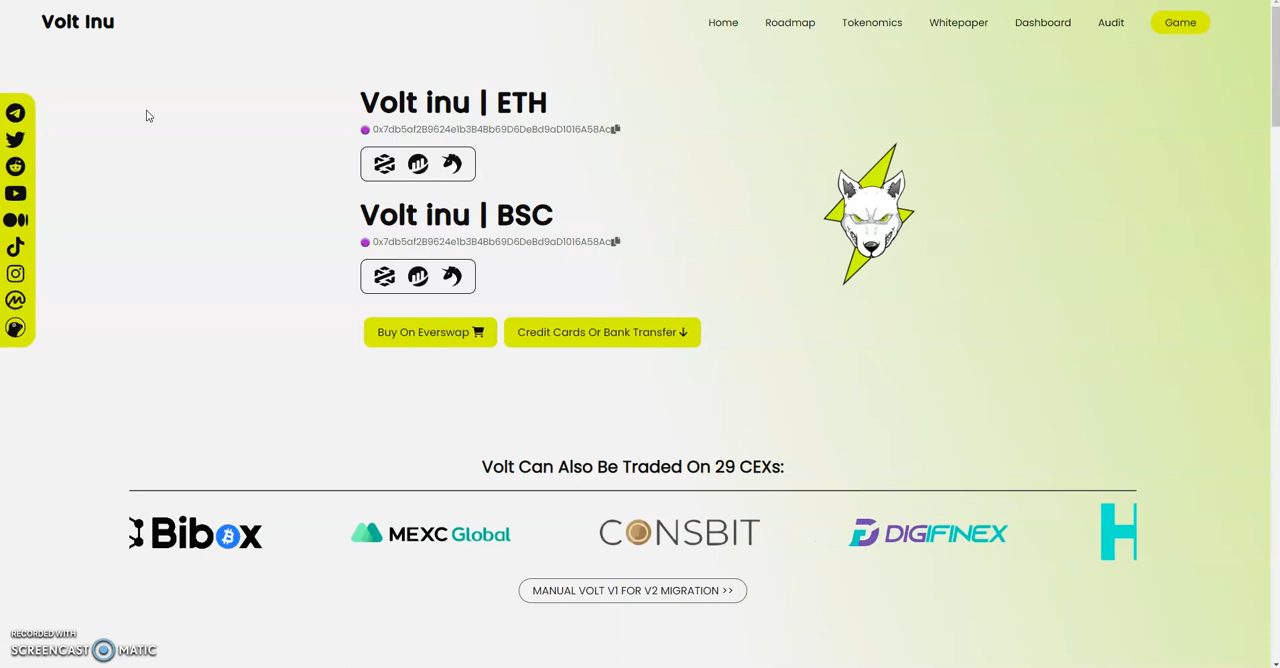 Volt Inu
Home Roadmap Tokenomics Whitepaper Dashboard Audit Game
Volt inu | ETH
0x7db5af2B9624e1b3B4Bb69D6DeBd9aD1016A58Ac
Volt inu | BSC
0x7db5af2B9624e1b3B4Bb69D6DeBd9aD1016A58Ac
Buy On Everswap Credit Cards Or Bank Transfer
Volt Can Also Be Traded On 29 CEXs:
Bibox MEXC Global CONSBIT DIGIFINEX H
MANUAL VOLT V1 FOR V2 MIGRATION >>
RECORDED WITH
SCREENCAST MATIC